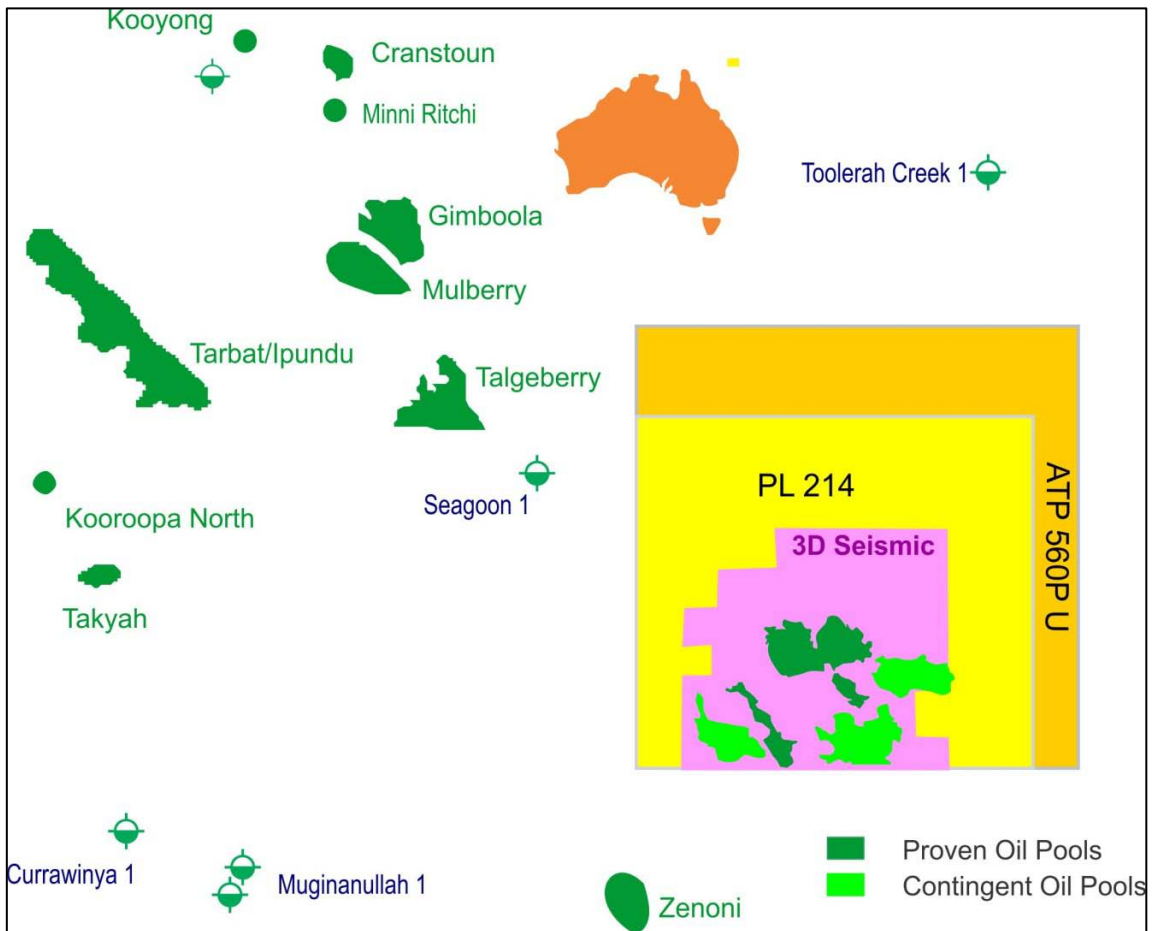 Kooyong
Cranstoun
Minni Ritchi
Toolerah Creek 1
Gimboola
Mulberry
Tarbat/Ipundu
Talgeberry
PL 214
ATP 560P U
Seagoon 1
Kooroopa North
3D Seismic
Takyah
Proven Oil Pools
Currawinya 1
Muginanullah 1
Contingent Oil Pools
Zenoni